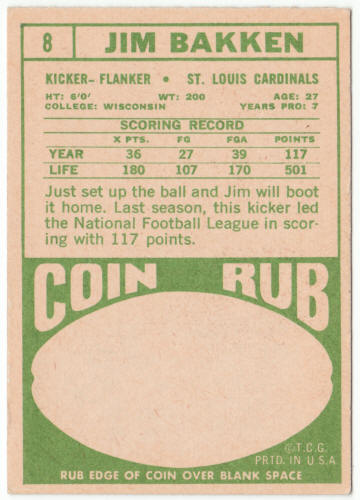 8 JIM BAKKEN
KICKER-FLANKER • ST. LOUIS CARDINALS
HT: 6'0' WT: 200 AGE: 27
COLLEGE: WISCONSIN YEARS PRO: 7
SCORING RECORD
X PTS. FG FGA POINTS
YEAR 36 27 39 117
LIFE 180 107 170 501
Just set up the ball and Jim will boot
it home. Last season, this kicker led
the National Football League in scor-
ing with 117 points.
COIN RUB
©T.C.G.
PRTD. IN U.S.A
RUB EDGE OF COIN OVER BLANK SPACE